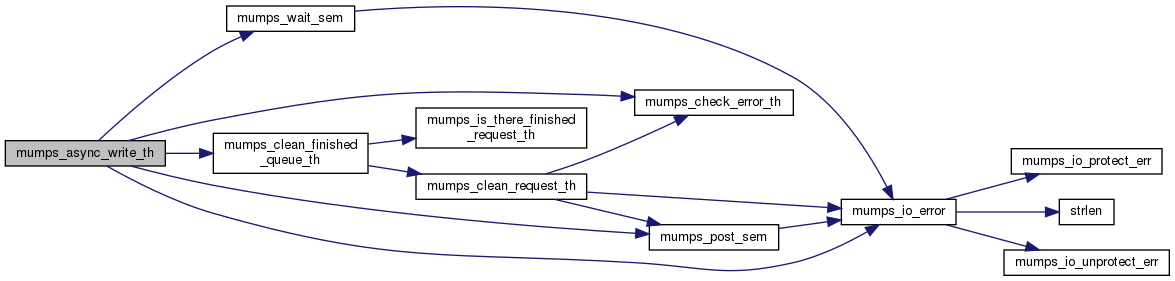 mumps_wait_sem
mumps_check_error_th
mumps_is_there_finished
_request_th
mumps_async_write_th
mumps_clean_finished
_queue_th
mumps_io_protect_err
mumps_clean_request_th
mumps_io_error
strlen
mumps_post_sem
mumps_io_unprotect_err